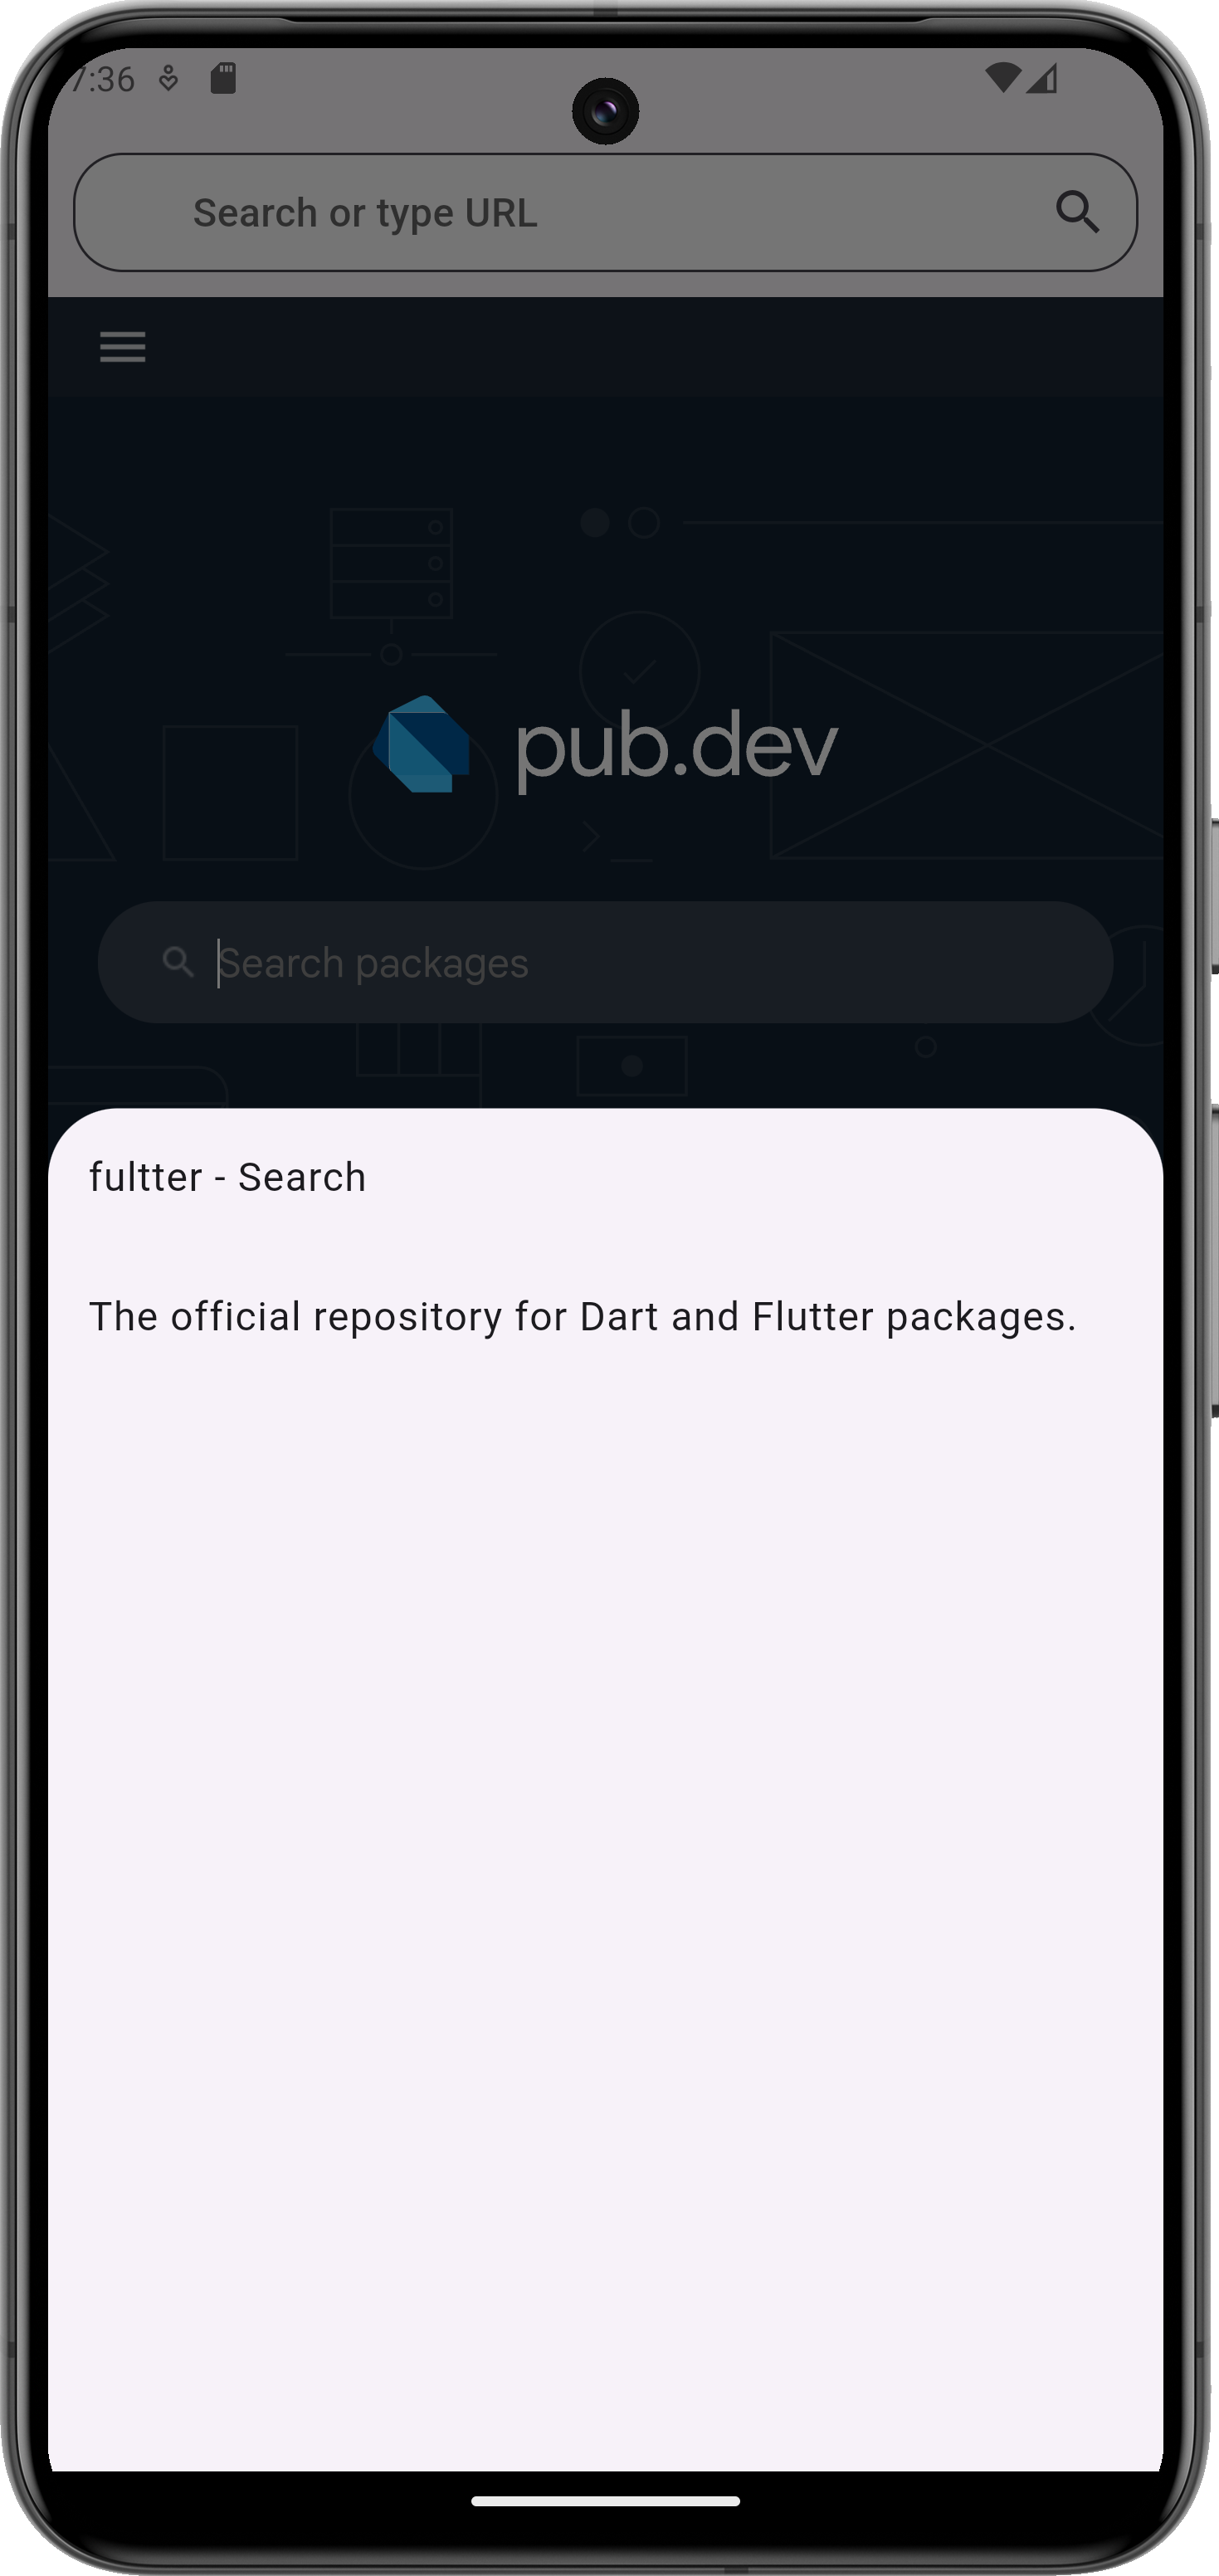 7:36
Search or type URL
pub.dev
Search packages
fultter - Search
The official repository for Dart and Flutter packages.